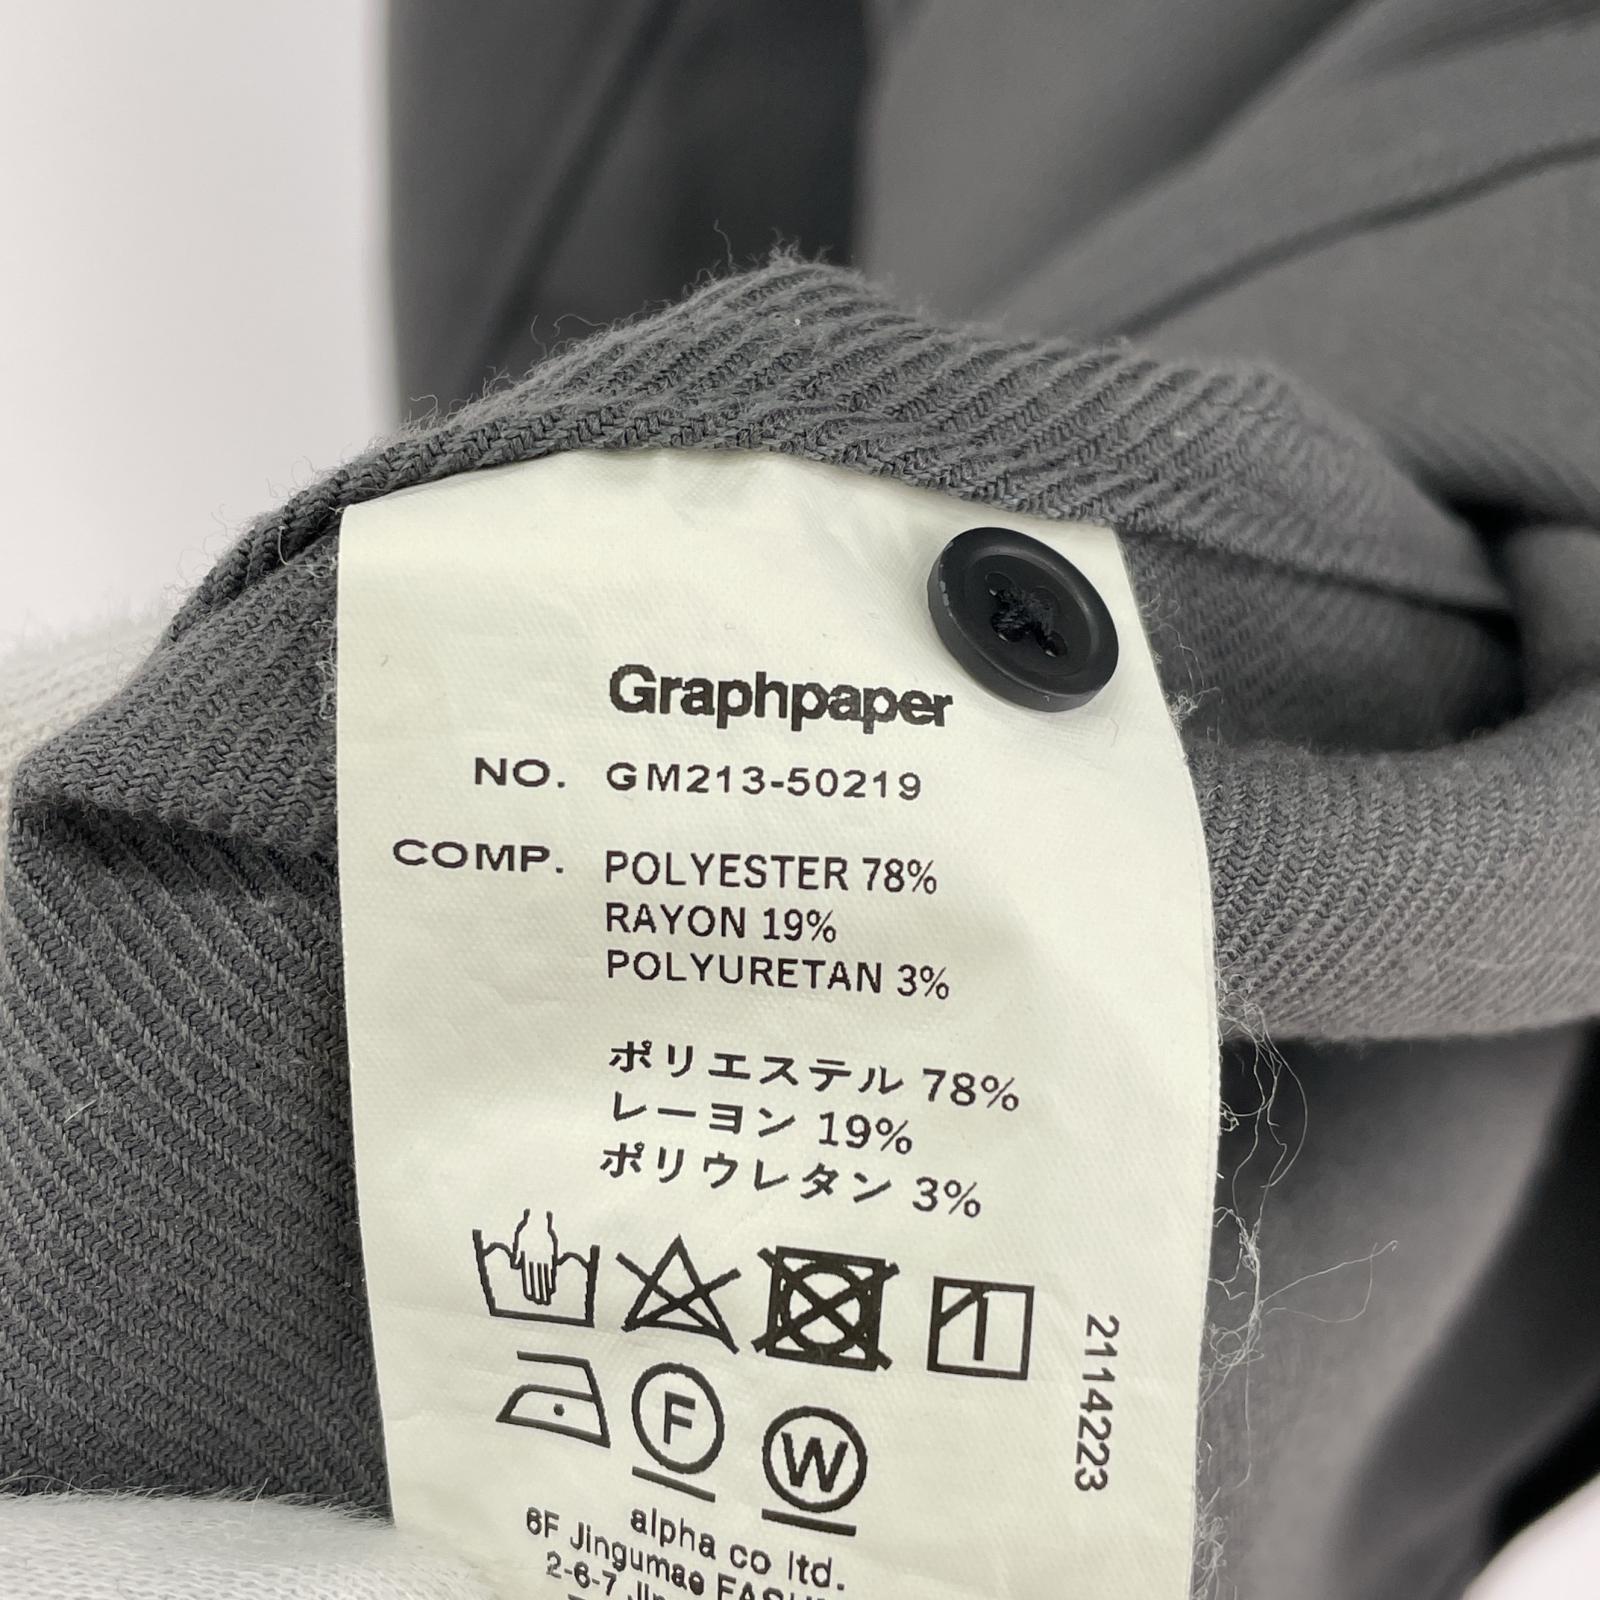 Graphpaper
NO. GM213-50219
COMP. POLYESTER 78%
RAYON 19%
POLYURETAN 3%
ポリエステル 78%
レーヨン 19%
ポリウレタン 3%
F
W
2114223
alpha co ltd.
6F Jingumae
2-6-7